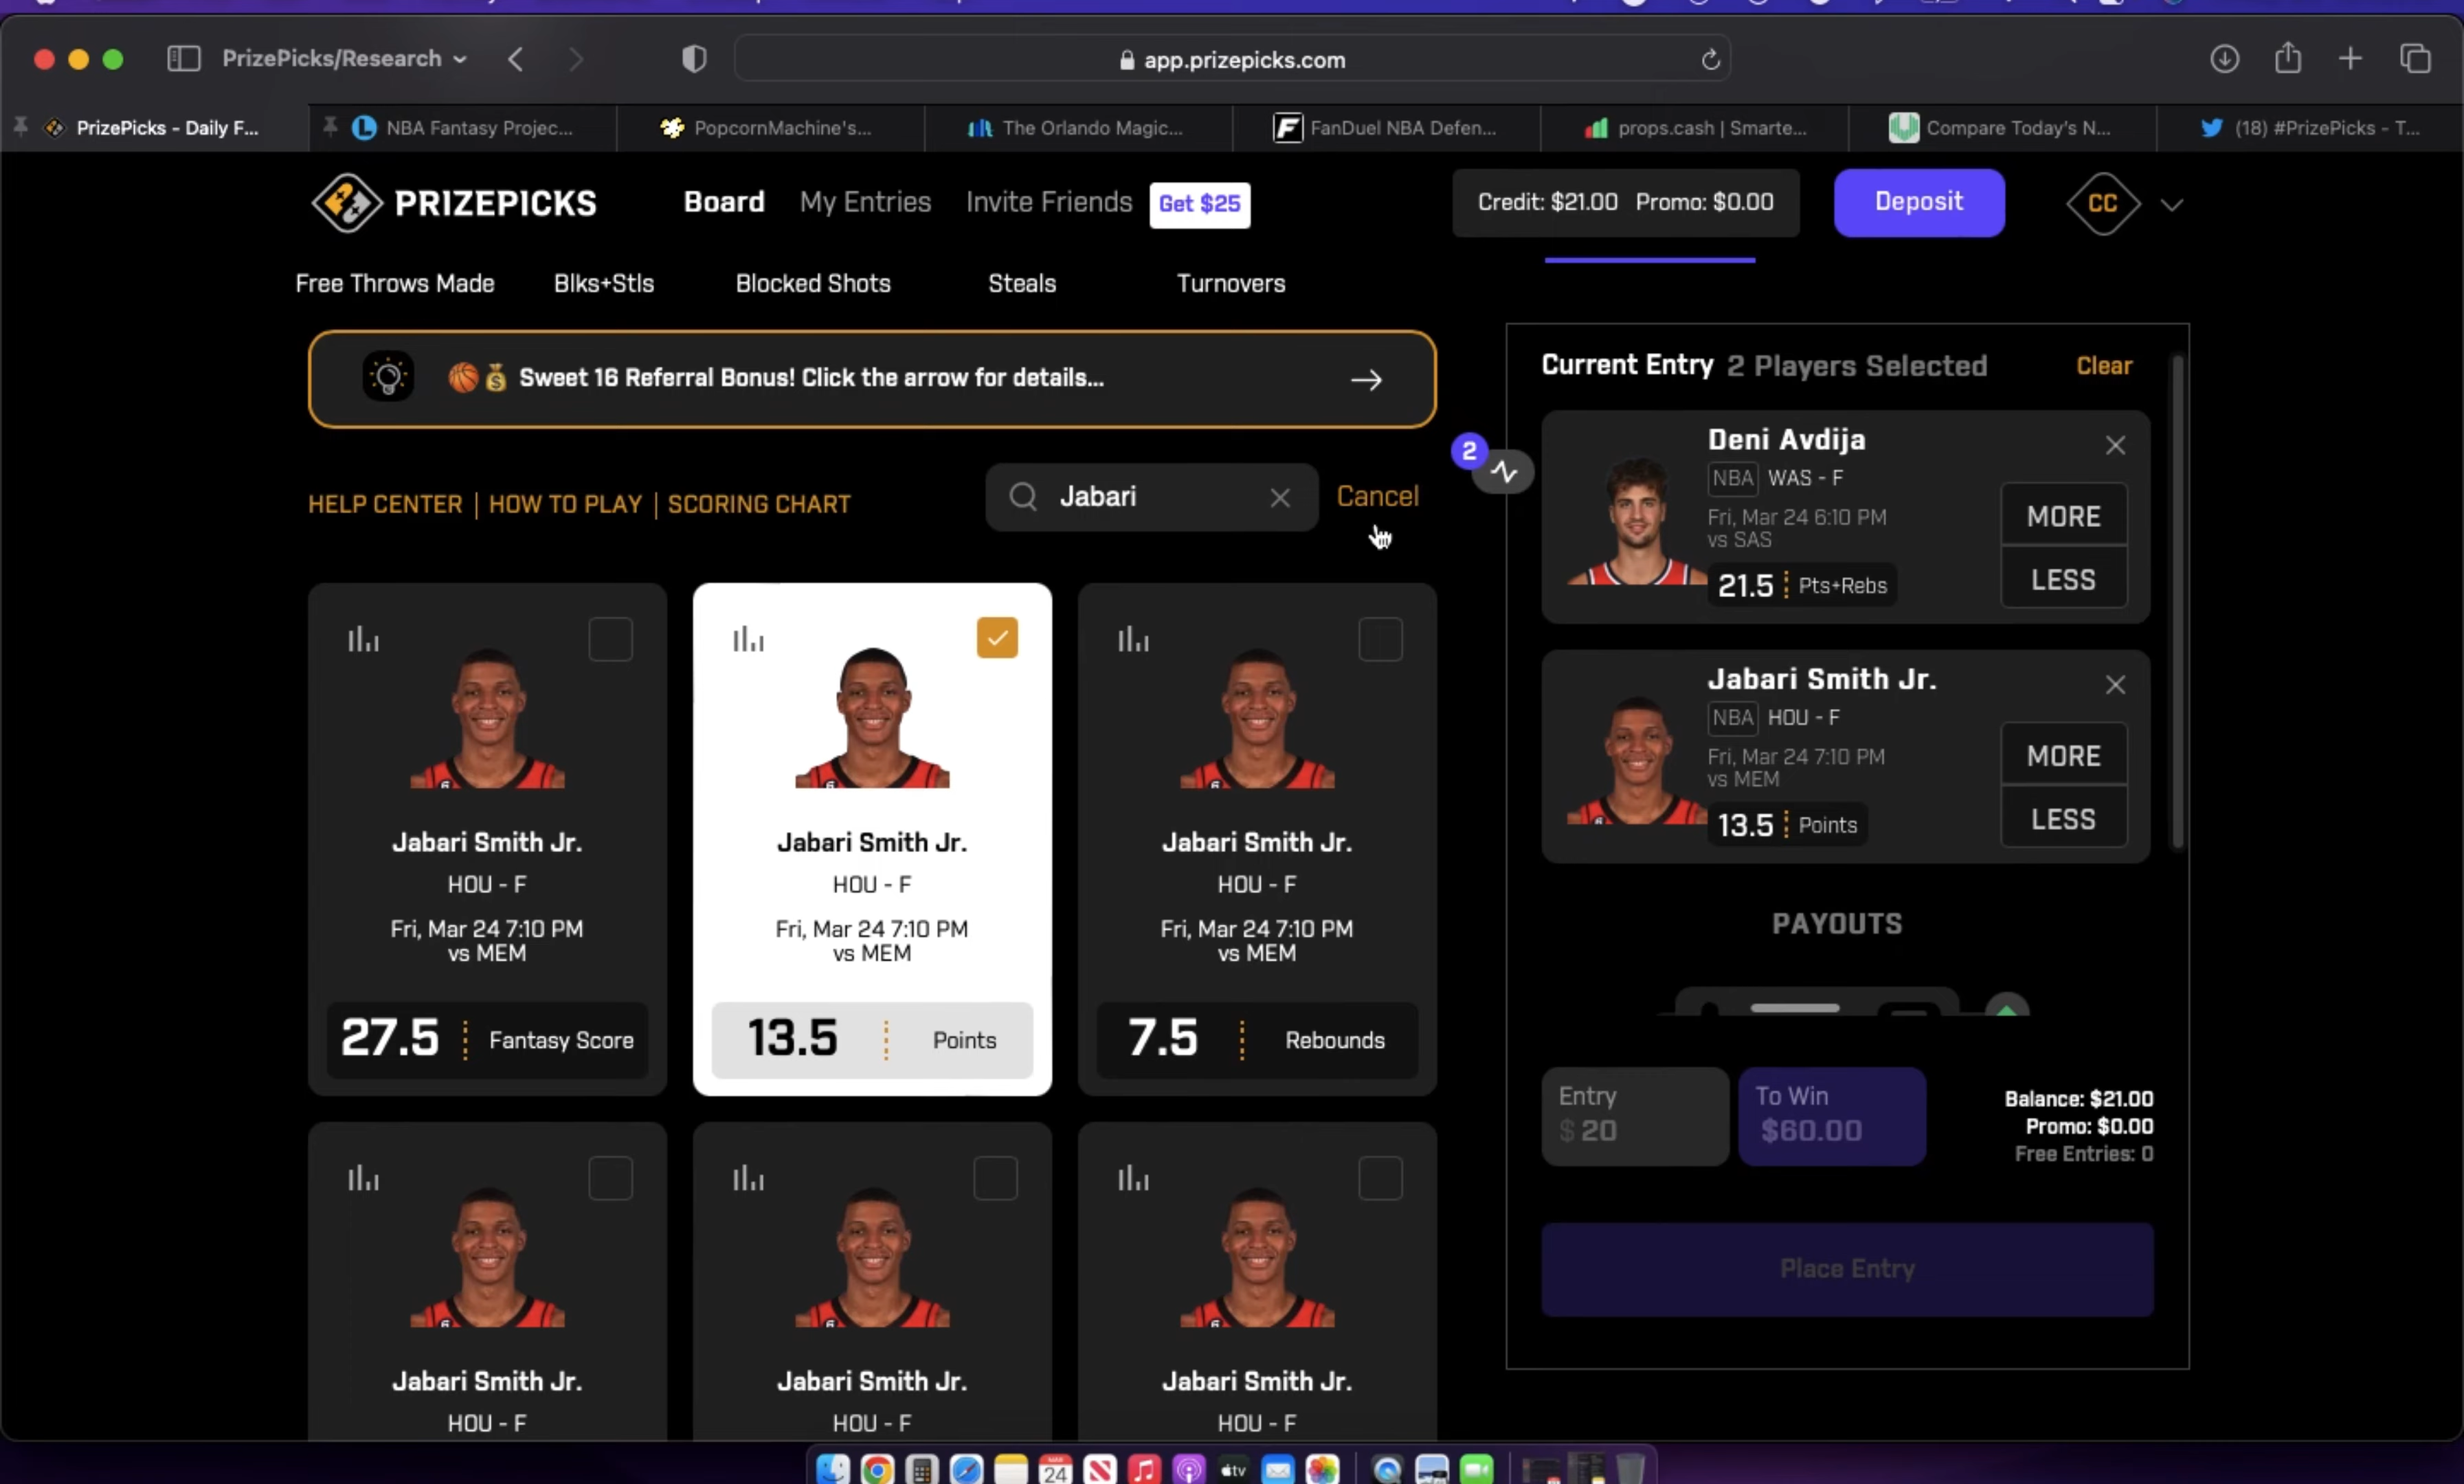 PrizePicks/Research
app.prizepicks.com
PrizePicks - Daily F...
NBA Fantasy Projec...
PopcornMachine's...
The Orlando Magic...
FanDuel NBA Defen...
props.cash | Smarte...
Compare Today's N...
(18) #PrizePicks - T...
PRIZEPICKS
Board
My Entries
Invite Friends
Get $25
Credit: $21.00 Promo: $0.00
Deposit
CC
Free Throws Made
Blks+Stls
Blocked Shots
Steals
Turnovers
Sweet 16 Referral Bonus! Click the arrow for details...
HELP CENTER | HOW TO PLAY | SCORING CHART
Jabari
Cancel
Jabari Smith Jr.
HOU - F
Fri, Mar 24 7:10 PM
vs MEM
27.5 Fantasy Score
Jabari Smith Jr.
HOU - F
Fri, Mar 24 7:10 PM
vs MEM
13.5 Points
Jabari Smith Jr.
HOU - F
Fri, Mar 24 7:10 PM
vs MEM
7.5 Rebounds
Jabari Smith Jr.
HOU - F
Jabari Smith Jr.
HOU - F
Jabari Smith Jr.
HOU - F
2
Current Entry 2 Players Selected
Clear
Deni Avdija
NBA WAS - F
Fri, Mar 24 6:10 PM
vs SAS
21.5 Pts+Rebs
MORE
LESS
Jabari Smith Jr.
NBA HOU - F
Fri, Mar 24 7:10 PM
vs MEM
13.5 Points
MORE
LESS
PAYOUTS
Entry
$ 20
To Win
$60.00
Balance: $21.00
Promo: $0.00
Free Entries: 0
Place Entry
24
tv